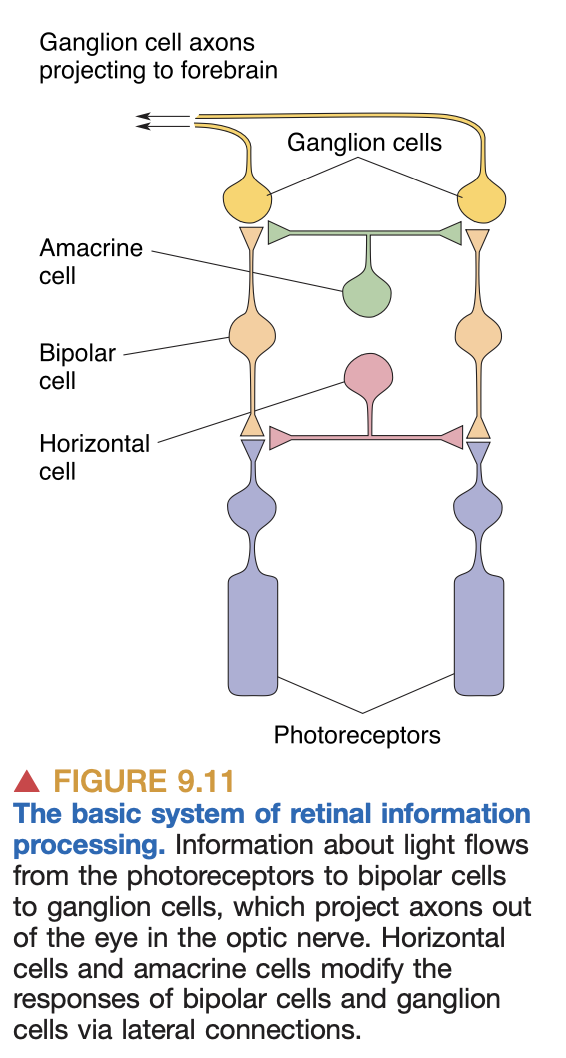 Ganglion cell axons
projecting to forebrain
Ganglion cells
Amacrine
cell
Bipolar
cell
Horizontal
cell
Photoreceptors
▲ FIGURE 9.11
The basic system of retinal information
processing. Information about light flows
from the photoreceptors to bipolar cells
to ganglion cells, which project axons out
of the eye in the optic nerve. Horizontal
cells and amacrine cells modify the
responses of bipolar cells and ganglion
cells via lateral connections.